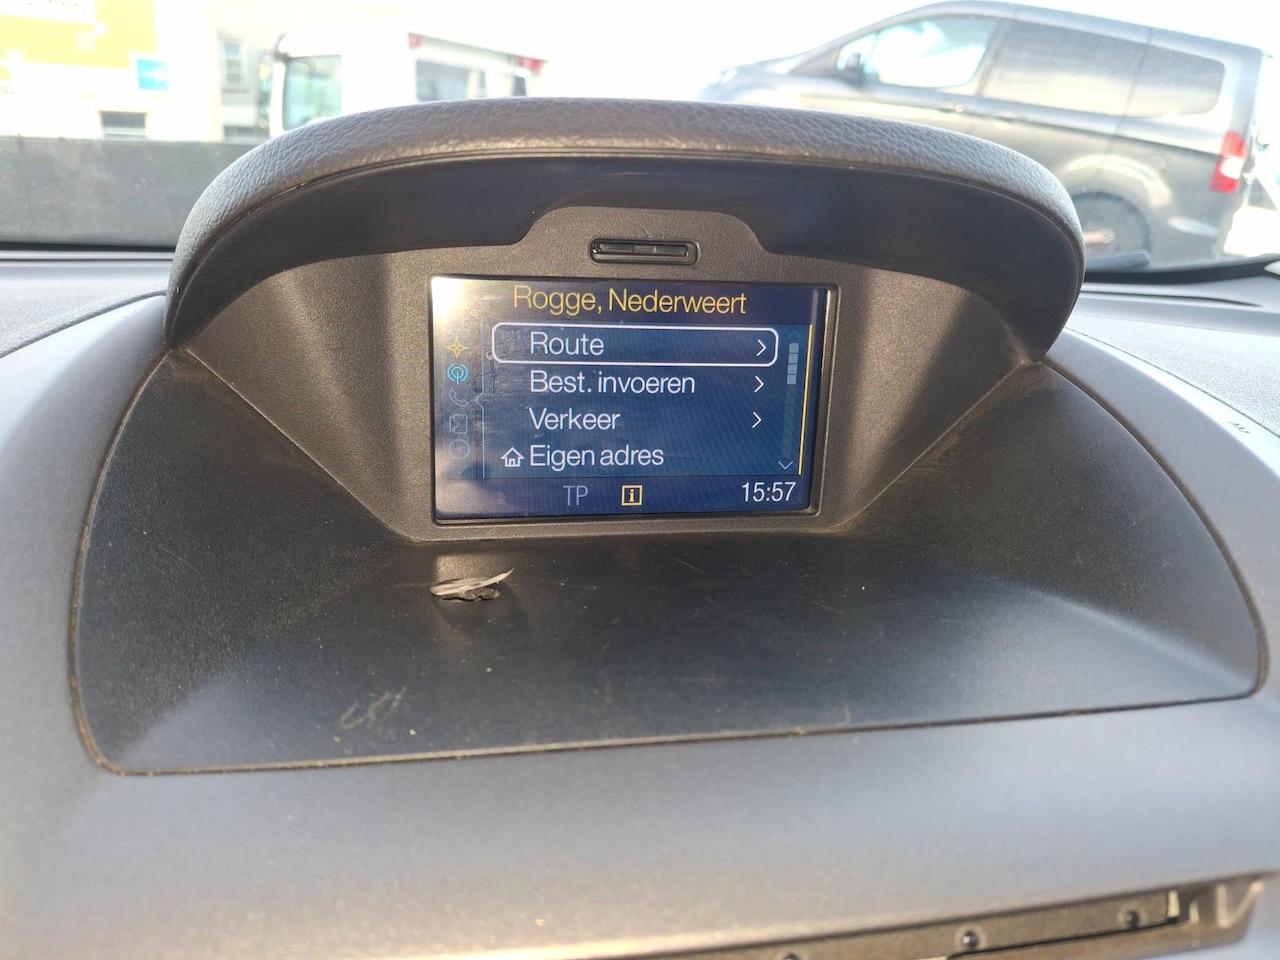 Rogge, Nederweert
Route
Best. invoeren
Verkeer
Eigen adres
TP
i
15:57